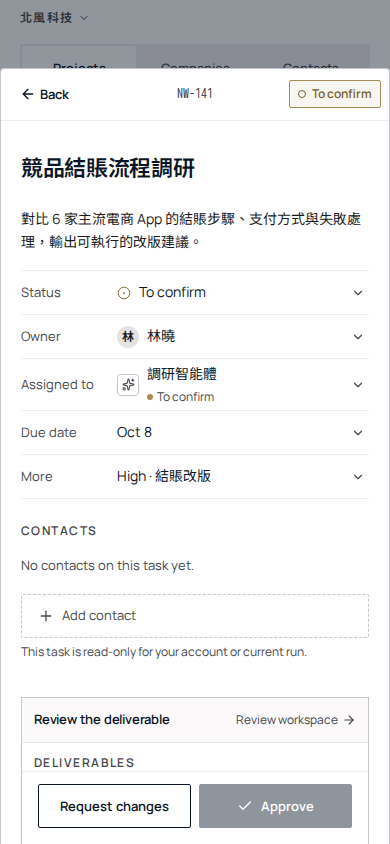 北風科技
Projects Companies Contacts
Back
NW-141
To confirm
競品結賬流程調研
對比 6 家主流電商 App 的結賬步驟、支付方式與失敗處
理，輸出可執行的改版建議。
Status To confirm
Owner 林 林曉
Assigned to 調研智能體
To confirm
Due date Oct 8
More High · 結賬改版
CONTACTS
No contacts on this task yet.
Add contact
This task is read-only for your account or current run.
Review the deliverable Review workspace
DELIVERABLES
Request changes Approve